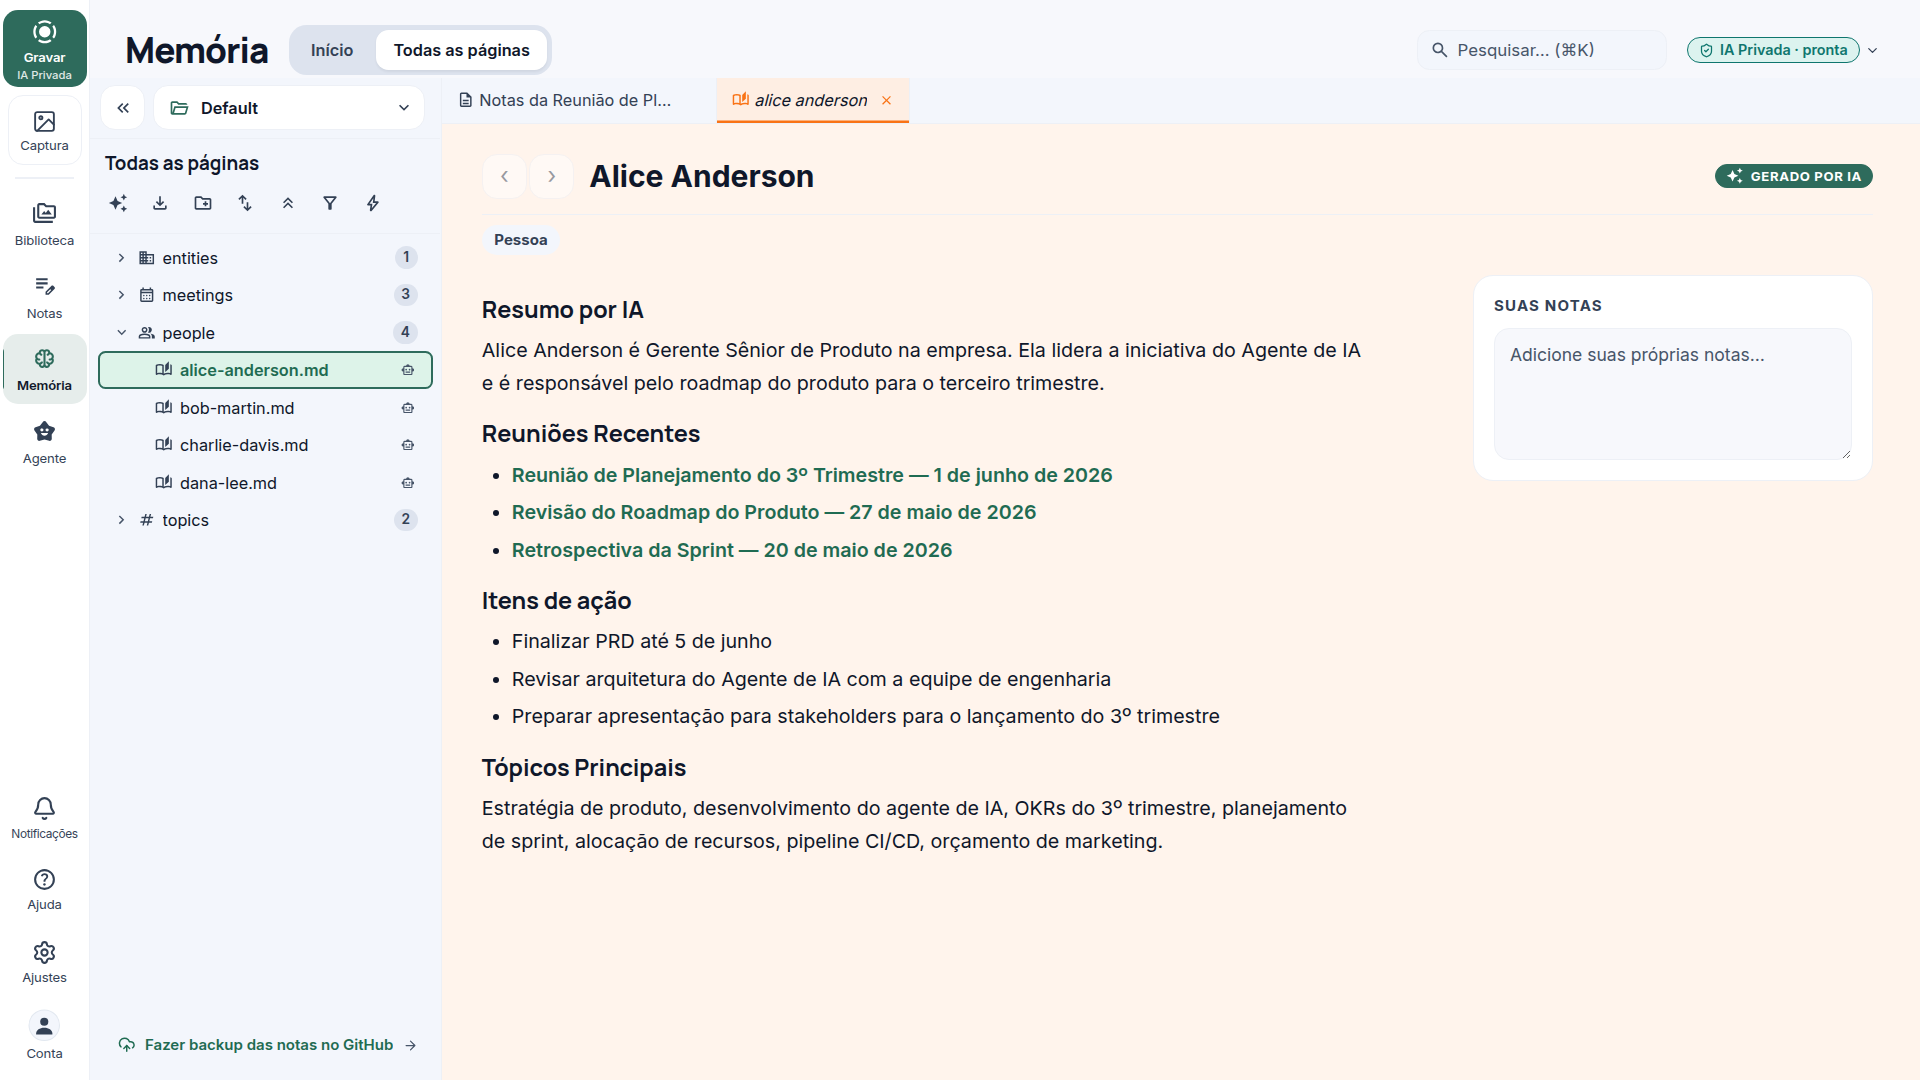 Gravar
IA Privada
Captura
Biblioteca
Notas
Memória
Agente
Notificações
Ajuda
Ajustes
Conta
Memória
Início
Todas as páginas
Pesquisar... (⌘K)
IA Privada · pronta
Default
Todas as páginas
entities 1
meetings 3
people 4
alice-anderson.md
bob-martin.md
charlie-davis.md
dana-lee.md
topics 2
Fazer backup das notas no GitHub
Notas da Reunião de Pl...
alice anderson
Alice Anderson
GERADO POR IA
Pessoa
Resumo por IA
Alice Anderson é Gerente Sênior de Produto na empresa. Ela lidera a iniciativa do Agente de IA
e é responsável pelo roadmap do produto para o terceiro trimestre.
Reuniões Recentes
Reunião de Planejamento do 3º Trimestre — 1 de junho de 2026
Revisão do Roadmap do Produto — 27 de maio de 2026
Retrospectiva da Sprint — 20 de maio de 2026
Itens de ação
Finalizar PRD até 5 de junho
Revisar arquitetura do Agente de IA com a equipe de engenharia
Preparar apresentação para stakeholders para o lançamento do 3º trimestre
Tópicos Principais
Estratégia de produto, desenvolvimento do agente de IA, OKRs do 3º trimestre, planejamento
de sprint, alocação de recursos, pipeline CI/CD, orçamento de marketing.
SUAS NOTAS
Adicione suas próprias notas...